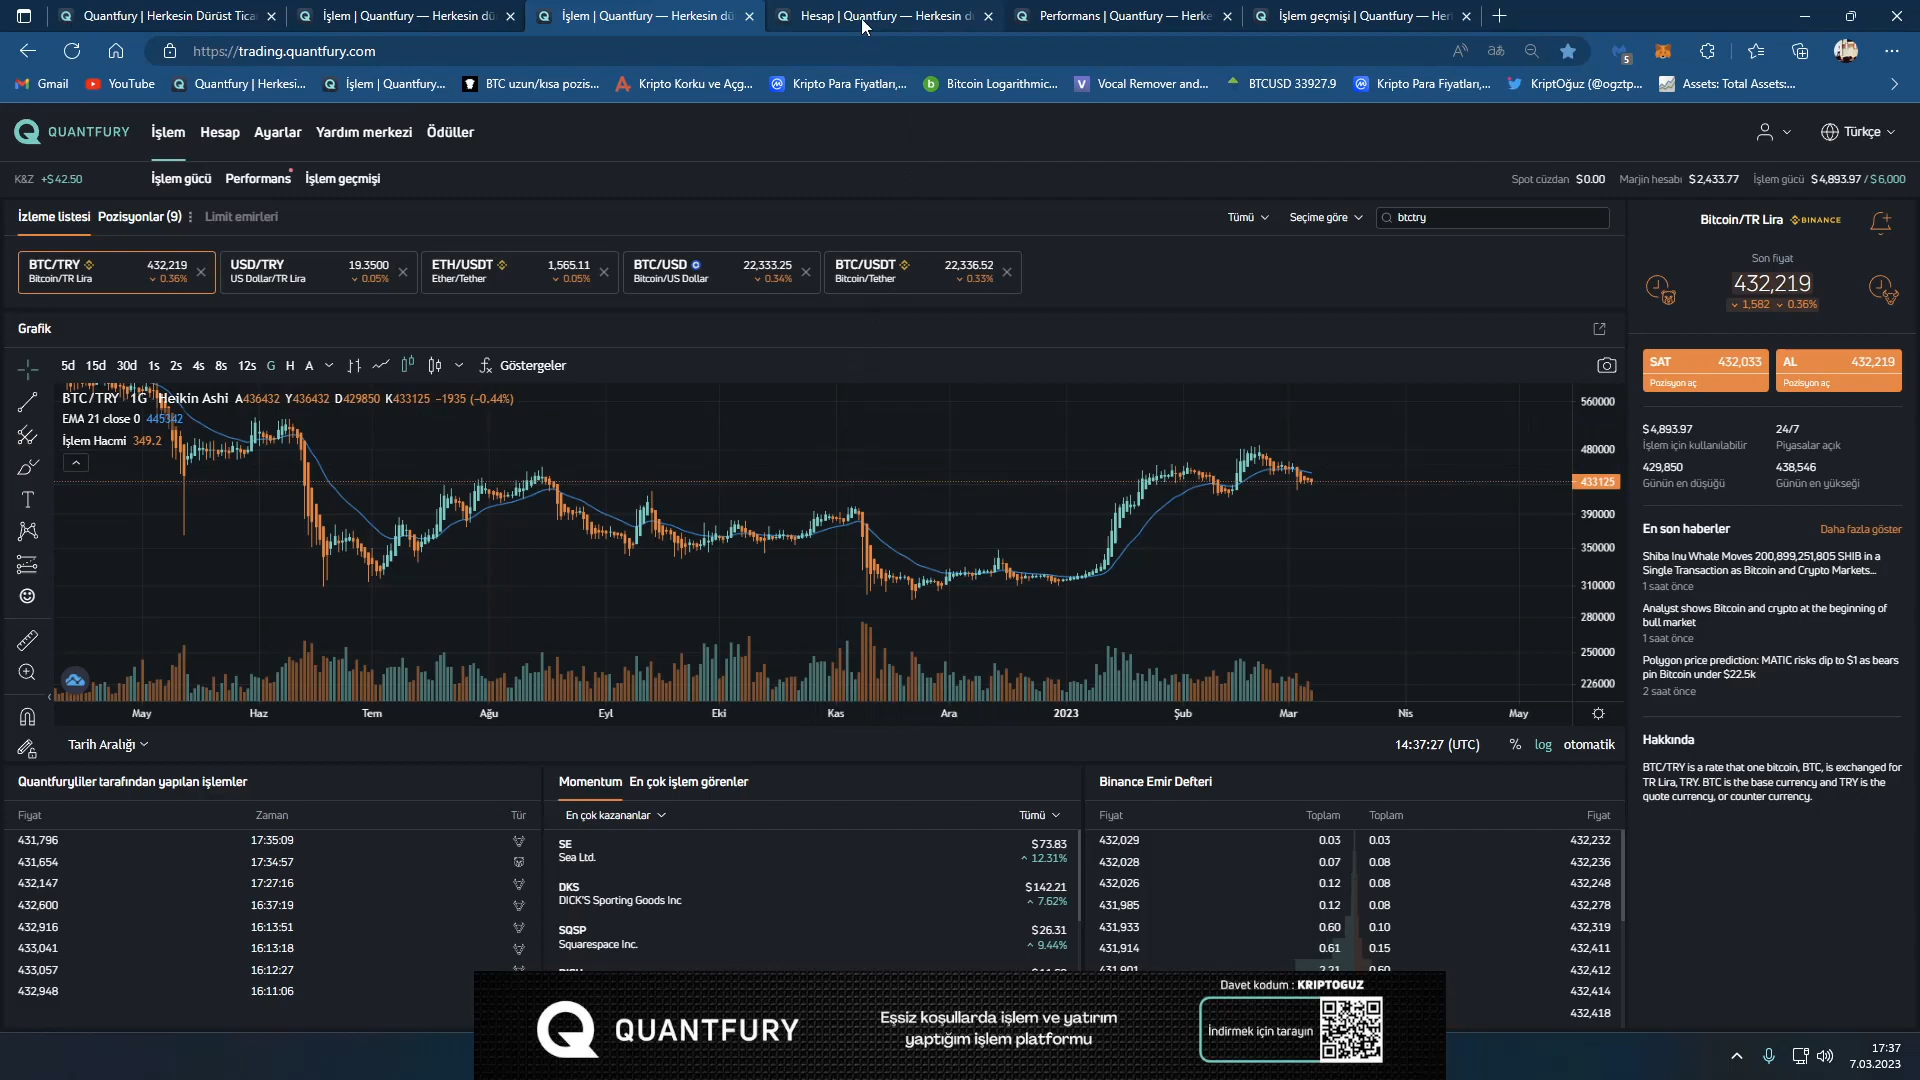 Quantfury | Herkesin Dürüst Tica
İşlem | Quantfury — Herkesin dü
İşlem | Quantfury — Herkesin dü
Hesap | Quantfury — Herkesin d
Performans | Quantfury — Herke
İşlem geçmişi | Quantfury — Her
https://trading.quantfury.com
5
Gmail
YouTube
Quantfury | Herkesi...
İşlem | Quantfury...
BTC uzun/kısa pozis...
Kripto Korku ve Açg...
Kripto Para Fiyatları,...
Bitcoin Logarithmic...
Vocal Remover and...
BTCUSD 33927.9
Kripto Para Fiyatları,...
KriptOğuz (@ogztp...
Assets: Total Assets:...
QUANTFURY
İşlem Hesap Ayarlar Yardım merkezi Ödüller
Türkçe
K&Z +$42.50
İşlem gücü Performans İşlem geçmişi
Spot cüzdan $0.00 Marjin hesabı $2,433.77 İşlem gücü $4,893.97 / $6,000
İzleme listesi Pozisyonlar (9) Limit emirleri
Tümü Seçime göre btctry
BTC/TRY 432,219
Bitcoin/TR Lira 0.36%
USD/TRY 19.3500
US Dollar/TR Lira 0.05%
ETH/USDT 1,565.11
Ether/Tether 0.05%
BTC/USD 22,333.25
Bitcoin/US Dollar 0.34%
BTC/USDT 22,336.52
Bitcoin/Tether 0.33%
Grafik
5d 15d 30d 1s 2s 4s 8s 12s G H A Göstergeler
BTC/TRY 1G Heikin Ashi A436432 Y436432 D429850 K433125 −1935 (−0.44%)
EMA 21 close 0 445342
İşlem Hacmi 349.2
560000
480000
433125
390000
350000
310000
280000
250000
226000
May Haz Tem Ağu Eyl Eki Kas Ara 2023 Şub Mar Nis May
Tarih Aralığı
14:37:27 (UTC) % log otomatik
Bitcoin/TR Lira BINANCE
Son fiyat
432,219
1,582 0.36%
SAT 432,033
Pozisyon aç
AL 432,219
Pozisyon aç
$4,893.97
İşlem için kullanılabilir
24/7
Piyasalar açık
429,850
Günün en düşüğü
438,546
Günün en yükseği
En son haberler Daha fazla göster
Shiba Inu Whale Moves 200,899,251,805 SHIB in a
Single Transaction as Bitcoin and Crypto Markets...
1 saat önce
Analyst shows Bitcoin and crypto at the beginning of
bull market
1 saat önce
Polygon price prediction: MATIC risks dip to $1 as bears
pin Bitcoin under $22.5k
2 saat önce
Hakkında
BTC/TRY is a rate that one bitcoin, BTC, is exchanged for
TR Lira, TRY. BTC is the base currency and TRY is the
quote currency, or counter currency.
Quantfuryliler tarafından yapılan işlemler
Fiyat Zaman Tür
431,796 17:35:09
431,654 17:34:57
432,147 17:27:16
432,600 16:37:19
432,916 16:13:51
433,041 16:13:18
433,057 16:12:27
432,948 16:11:06
Momentum En çok işlem görenler
En çok kazananlar Tümü
SE $73.83
Sea Ltd. 12.31%
DKS $142.21
DICK'S Sporting Goods Inc 7.62%
SQSP $26.31
Squarespace Inc. 9.44%
Binance Emir Defteri
Fiyat Toplam Toplam Fiyat
432,029 0.03 0.03 432,232
432,028 0.07 0.08 432,236
432,026 0.12 0.08 432,248
431,985 0.12 0.08 432,278
431,933 0.60 0.10 432,319
431,914 0.61 0.15 432,411
431,901 2.21 0.60 432,412
432,414
432,418
QUANTFURY
Eşsiz koşullarda işlem ve yatırım
yaptığım işlem platformu
Davet kodum : KRIPTOGUZ
İndirmek için tarayın
17:37
7.03.2023